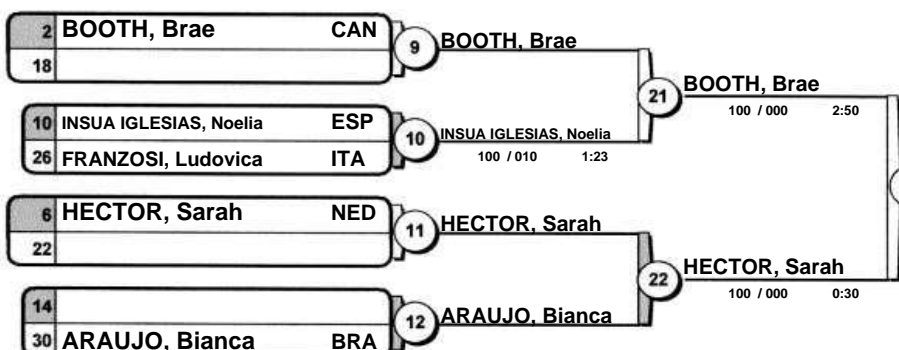 2 BOOTH, Brae CAN
18
9
BOOTH, Brae
10 INSUA IGLESIAS, Noelia ESP
26 FRANZOSI, Ludovica ITA
10
INSUA IGLESIAS, Noelia
100 / 010 1:23
21
BOOTH, Brae
100 / 000 2:50
6 HECTOR, Sarah NED
22
11
HECTOR, Sarah
14
30 ARAUJO, Bianca BRA
12
ARAUJO, Bianca
22
HECTOR, Sarah
100 / 000 0:30